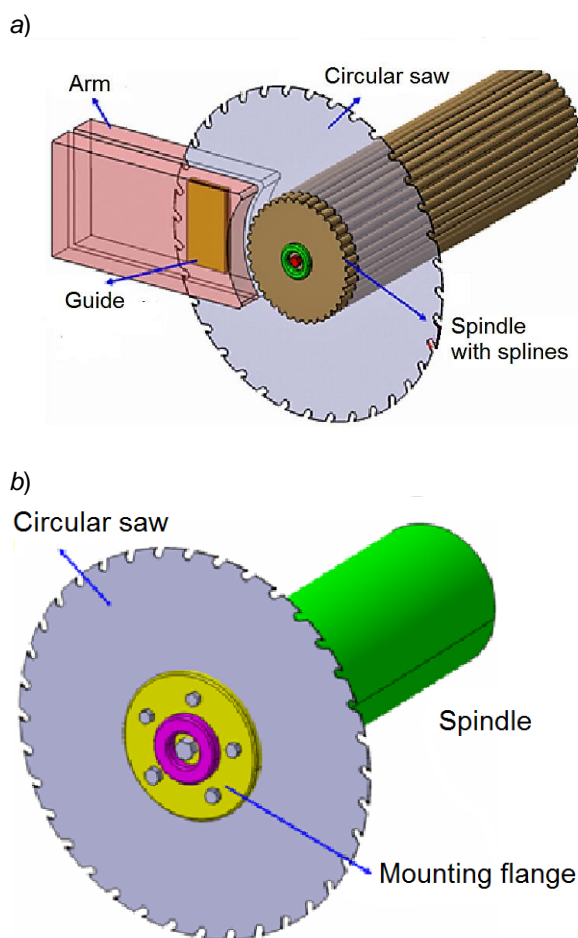 a)
Circular saw
Arm
Guide
Spindle
with splines
b)
Circular saw
Spindle
Mounting flange